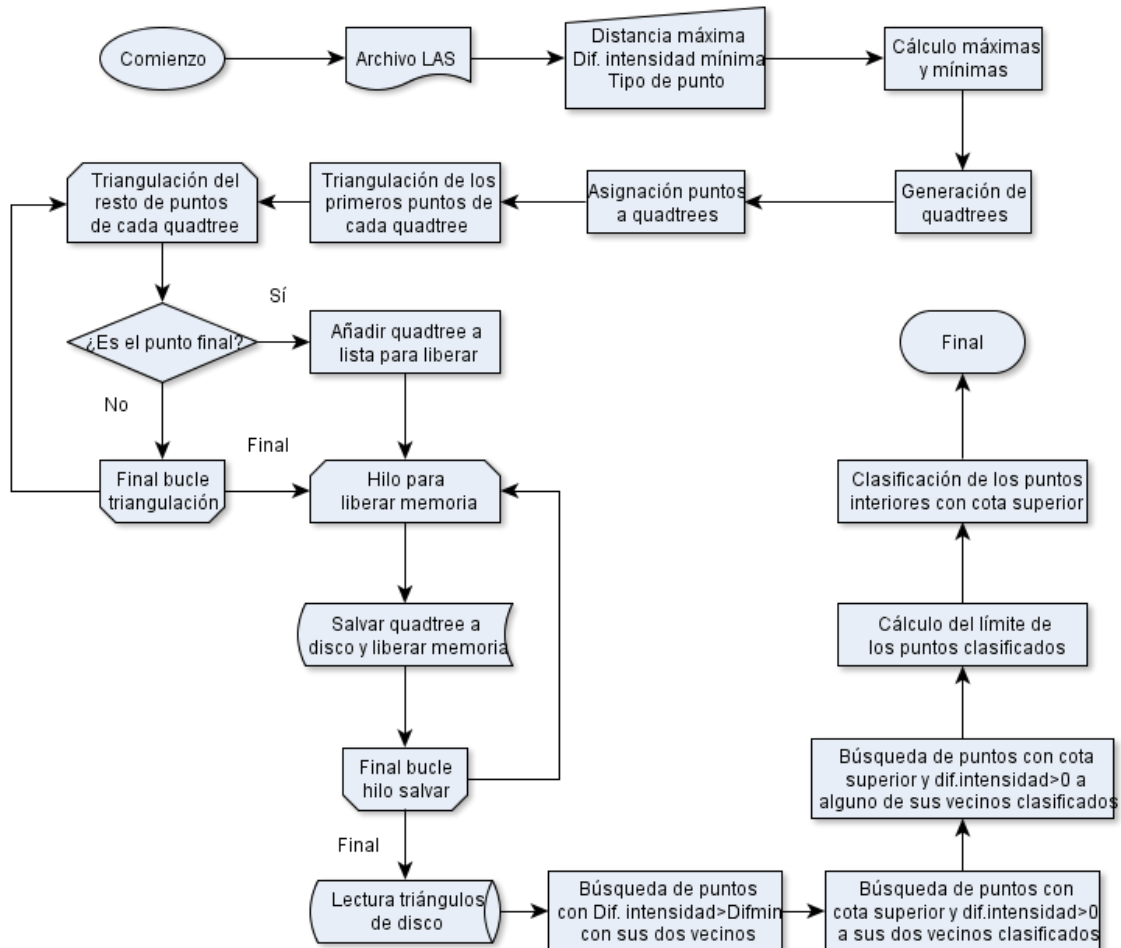 Comienzo
Archivo LAS
Distancia máxima
Dif. intensidad mínima
Tipo de punto
Cálculo máximas
y mínimas
Generación de
quadtrees
Asignación puntos
a quadtrees
Triangulación de los
primeros puntos de
cada quadtree
Triangulación del
resto de puntos
de cada quadtree
¿Es el punto final?
Sí
No
Añadir quadtree a
lista para liberar
Final bucle
triangulación
Final
Hilo para
liberar memoria
Salvar quadtree a
disco y liberar memoria
Final bucle
hilo salvar
Final
Lectura triángulos
de disco
Búsqueda de puntos
con Dif. intensidad>Difmin
con sus dos vecinos
Búsqueda de puntos con
cota superior y dif.intensidad>0
a sus dos vecinos clasificados
Búsqueda de puntos con cota
superior y dif.intensidad>0 a
alguno de sus vecinos clasificados
Cálculo del límite de
los puntos clasificados
Clasificación de los puntos
interiores con cota superior
Final